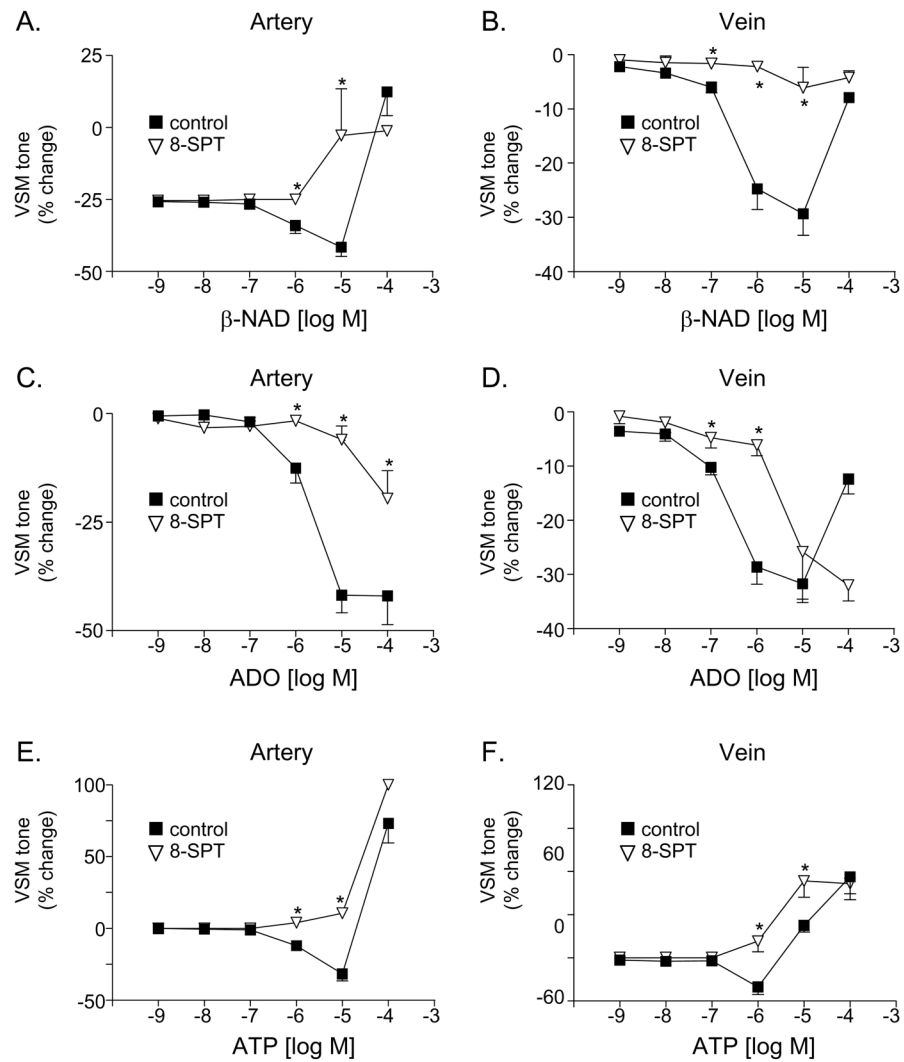 A.
Artery
25
0
-25
-50
VSM tone
(% change)
control
8-SPT
*
*
-9 -8 -7 -6 -5 -4 -3
β-NAD [log M]
B.
Vein
0
-10
-20
-30
-40
VSM tone
(% change)
control
8-SPT
*
*
*
-9 -8 -7 -6 -5 -4 -3
β-NAD [log M]
C.
Artery
0
-25
-50
VSM tone
(% change)
control
8-SPT
*
*
*
-9 -8 -7 -6 -5 -4 -3
ADO [log M]
D.
Vein
0
-10
-20
-30
-40
VSM tone
(% change)
control
8-SPT
*
*
-9 -8 -7 -6 -5 -4 -3
ADO [log M]
E.
Artery
100
50
0
-50
VSM tone
(% change)
control
8-SPT
*
*
-9 -8 -7 -6 -5 -4 -3
ATP [log M]
F.
Vein
120
60
0
-60
VSM tone
(% change)
control
8-SPT
*
*
-9 -8 -7 -6 -5 -4 -3
ATP [log M]